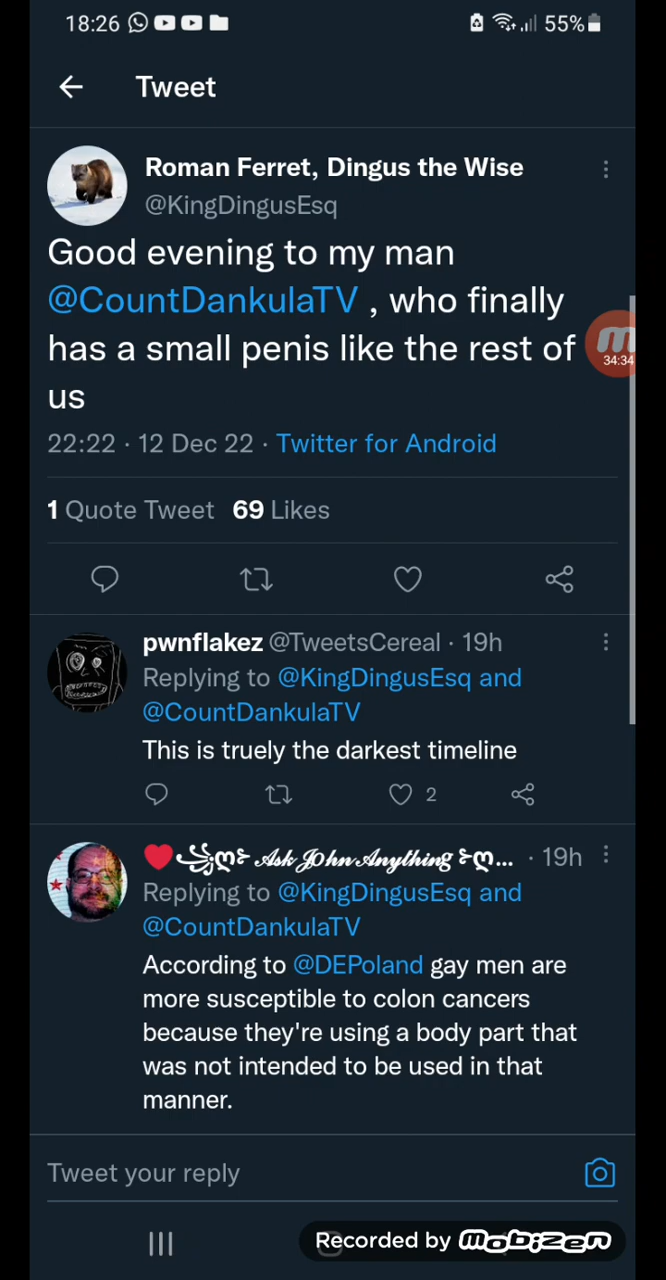 18:26 55%
Tweet
Roman Ferret, Dingus the Wise
@KingDingusEsq
Good evening to my man
@CountDankulaTV , who finally
has a small penis like the rest of
us
34:34
22:22 · 12 Dec 22 · Twitter for Android
1 Quote Tweet 69 Likes
pwnflakez @TweetsCereal · 19h
Replying to @KingDingusEsq and
@CountDankulaTV
This is truely the darkest timeline
2
Ask JOhn Anything ... · 19h
Replying to @KingDingusEsq and
@CountDankulaTV
According to @DEPoland gay men are
more susceptible to colon cancers
because they're using a body part that
was not intended to be used in that
manner.
Tweet your reply
Recorded by mobizen